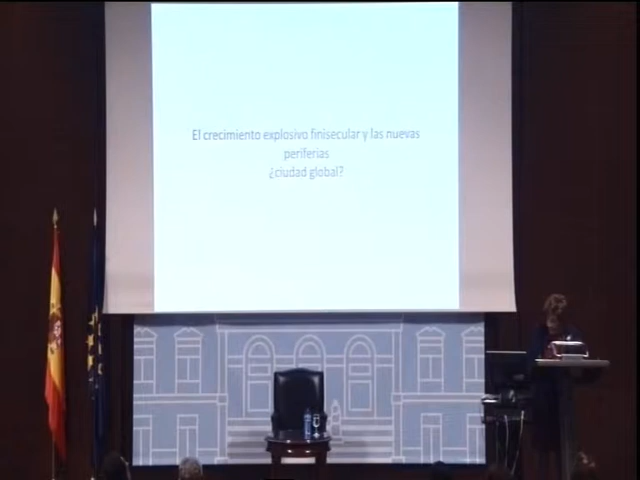 El crecimiento explosivo finisecular y las nuevas
periferias
¿ciudad global?